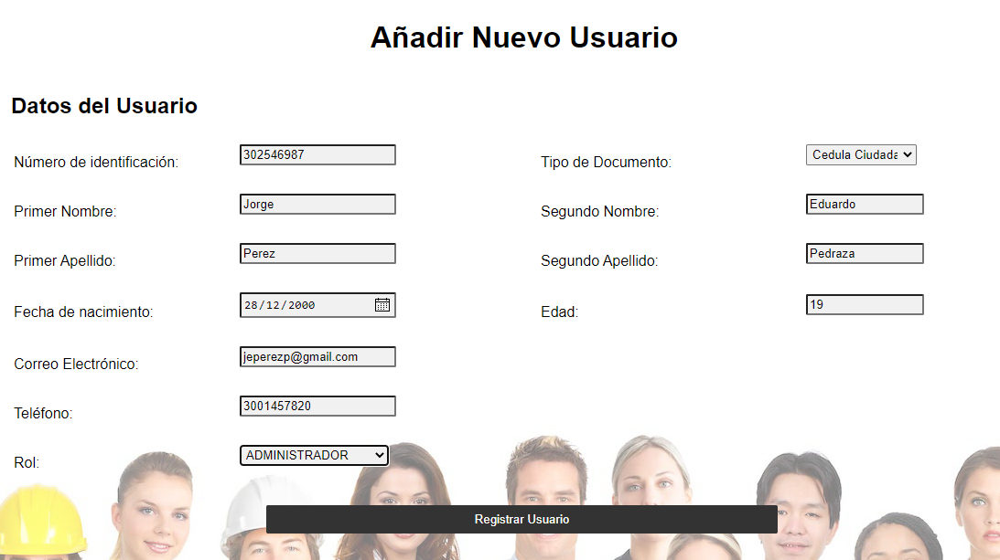 Añadir Nuevo Usuario
Datos del Usuario
Número de identificación: 302546987 Tipo de Documento: Cedula Ciudada
Primer Nombre: Jorge Segundo Nombre: Eduardo
Primer Apellido: Perez Segundo Apellido: Pedraza
Fecha de nacimiento: 28/12/2000 Edad: 19
Correo Electrónico: jeperezp@gmail.com
Teléfono: 3001457820
Rol: ADMINISTRADOR
Registrar Usuario